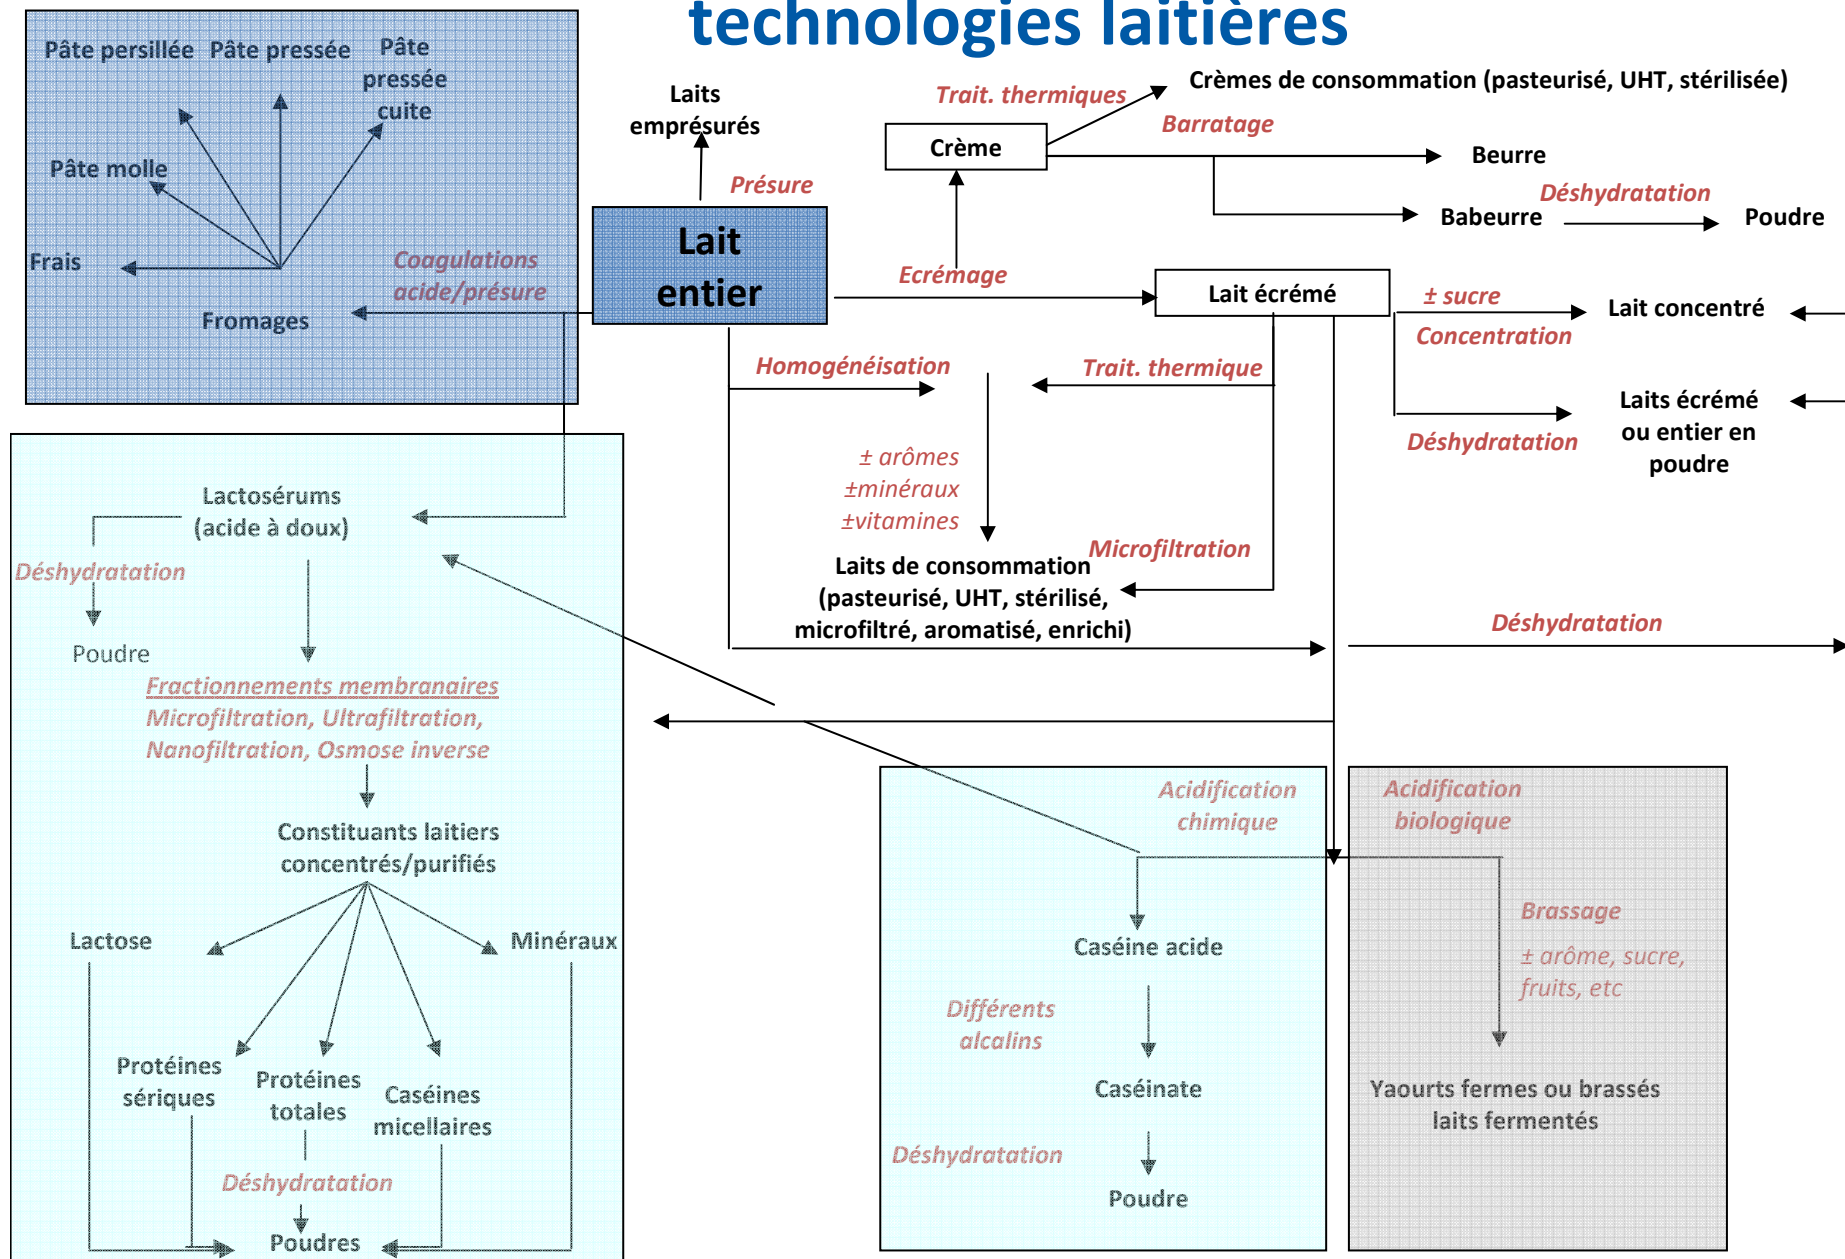 technologies laitières
Pâte persillée
Pâte pressée
Pâte
pressée
cuite
Pâte molle
Frais
Coagulations
acide/présure
Fromages
Laits
emprésurés
Présure
Lait
entier
Trait. thermiques
Crèmes de consommation (pasteurisé, UHT, stérilisée)
Crème
Barratage
Beurre
Déshydratation
Babeurre
Poudre
Ecrémage
Lait écrémé
± sucre
Concentration
Lait concentré
Homogénéisation
Trait. thermique
Déshydratation
Laits écrémé
ou entier en
poudre
± arômes
±minéraux
±vitamines
Microfiltration
Laits de consommation
(pasteurisé, UHT, stérilisé,
microfiltré, aromatisé, enrichi)
Déshydratation
Lactosérums
(acide à doux)
Déshydratation
Poudre
Fractionnements membranaires
Microfiltration, Ultrafiltration,
Nanofiltration, Osmose inverse
Constituants laitiers
concentrés/purifiés
Lactose
Minéraux
Protéines
sériques
Protéines
totales
Caséines
micellaires
Déshydratation
Poudres
Acidification
chimique
Caséine acide
Différents
alcalins
Caséinate
Déshydratation
Poudre
Acidification
biologique
Brassage
± arôme, sucre,
fruits, etc
Yaourts fermes ou brassés
laits fermentés